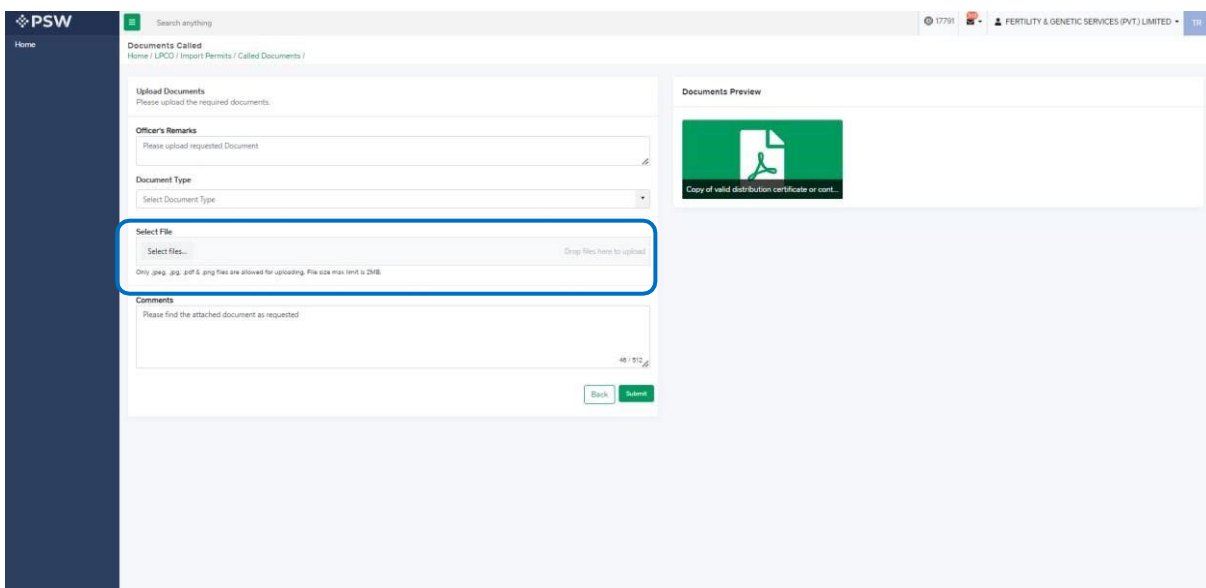 PSW
Search anything
17791
FERTILITY & GENETIC SERVICES (PVT.) LIMITED
TR
Home
Documents Called
Home / LPCO / Import Permits / Called Documents /
Upload Documents
Please upload the required documents.
Officer's Remarks
Please upload requested Document
Document Type
Select Document Type
Select File
Select files...
Drop files here to upload
Only .jpeg, .jpg, .pdf & .png files are allowed for uploading. File size max limit is 2MB.
Comments
Please find the attached document as requested
46 / 512
Back
Submit
Documents Preview
Copy of valid distribution certificate or cont...